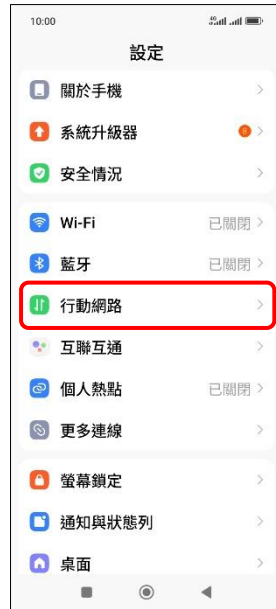 10:00
設定
關於手機
系統升級器
安全情況
Wi-Fi 已關閉
藍牙 已關閉
行動網路
互聯互通
個人熱點 已關閉
更多連線
螢幕鎖定
通知與狀態列
桌面